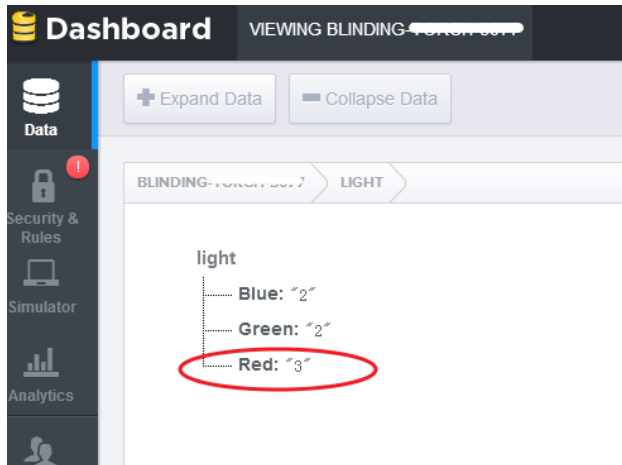 Dashboard
VIEWING BLINDING-
Data
Expand Data
Collapse Data
!
Security &
Rules
BLINDING-
LIGHT
Simulator
light
Blue: "2"
Green: "2"
Red: "3"
Analytics